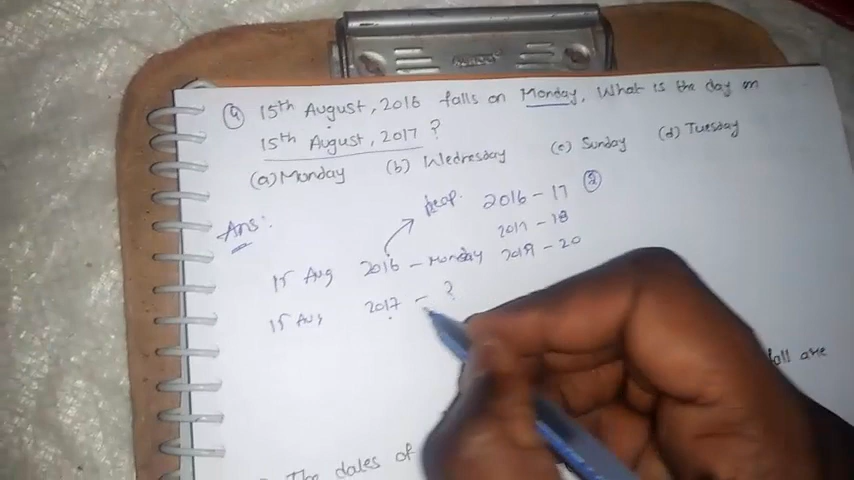 Q 15th August, 2016 falls on Monday, What is the day on
15th August, 2017 ?
(a) Monday (b) Wednesday (c) Sunday (d) Tuesday
Ans:
leap. 2016 - 17 2
2017 - 18
15 Aug 2016 - Monday 2019 - 20
15 Aug 2017 - ?
fall are
The dates of